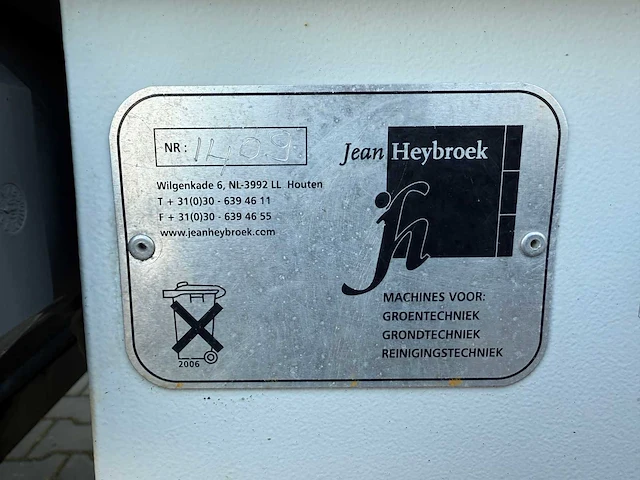 NR: 1409
Jean Heybroek
Wilgenkade 6, NL-3992 LL Houten
T + 31(0)30 - 639 46 11
F + 31(0)30 - 639 46 55
www.jeanheybroek.com
jh
MACHINES VOOR:
GROENTECHNIEK
GRONDTECHNIEK
REINIGINGSTECHNIEK
2006